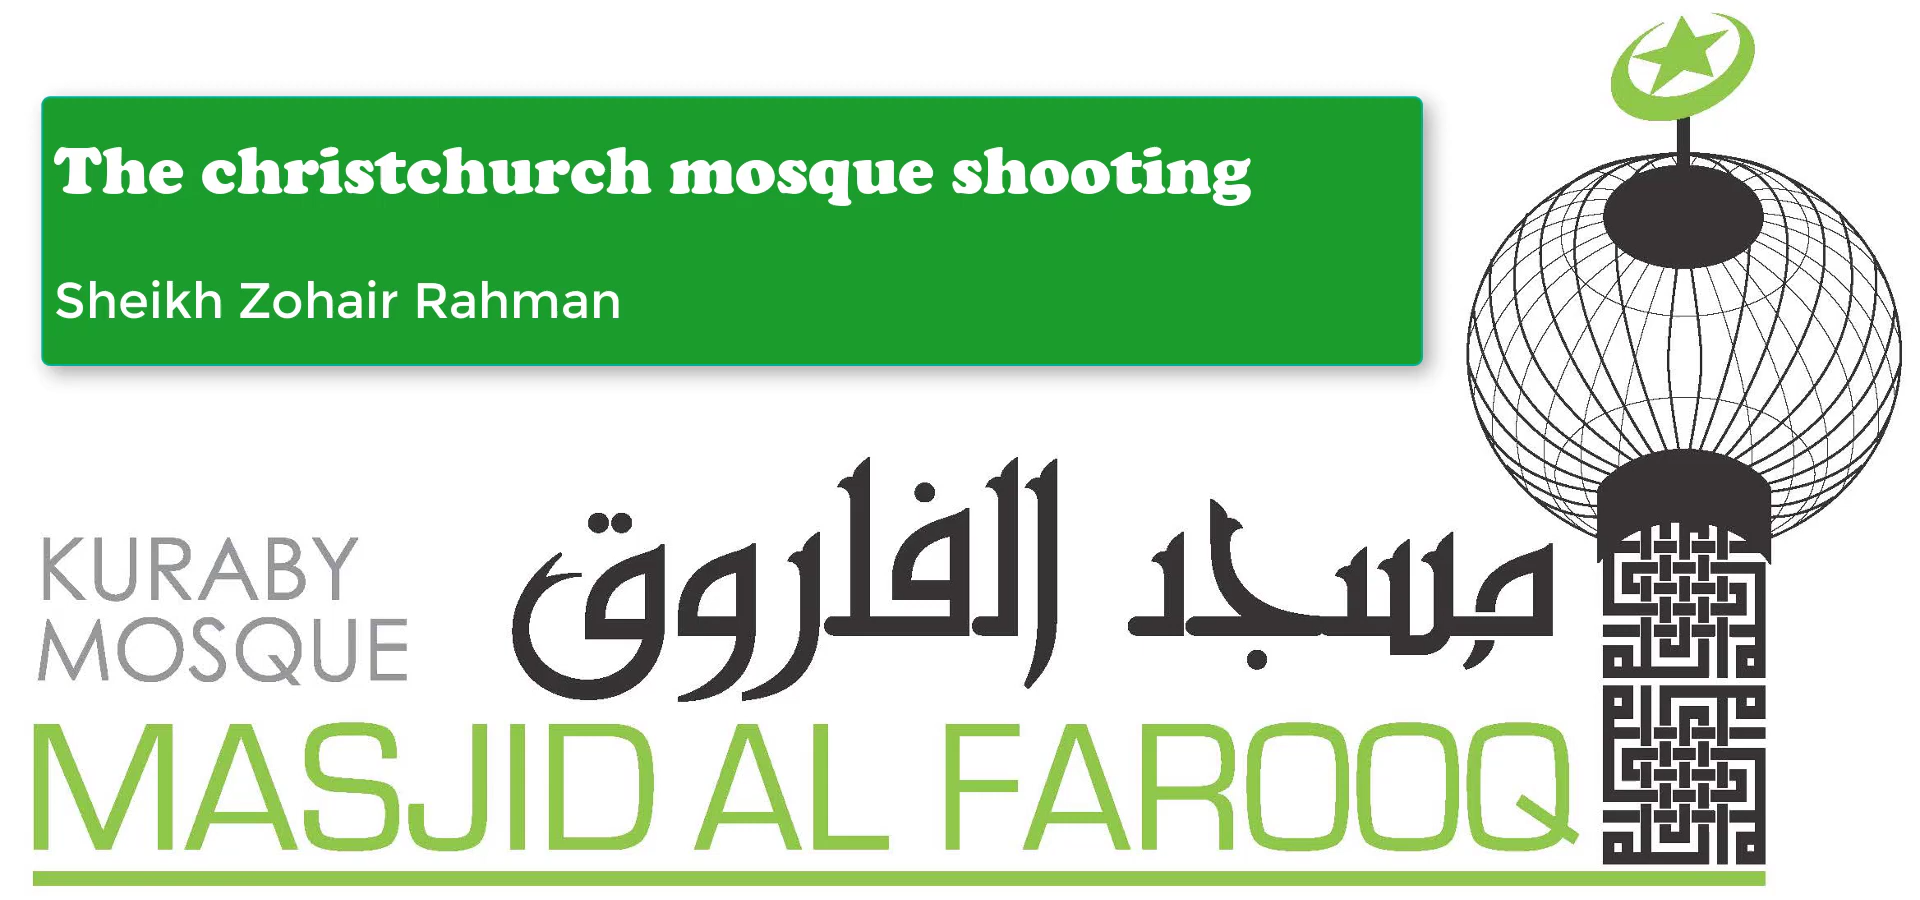 The christchurch mosque shooting
Sheikh Zohair Rahman
مسجد الفاروق
KURABY
MOSQUE
MASJID AL FAROOQ